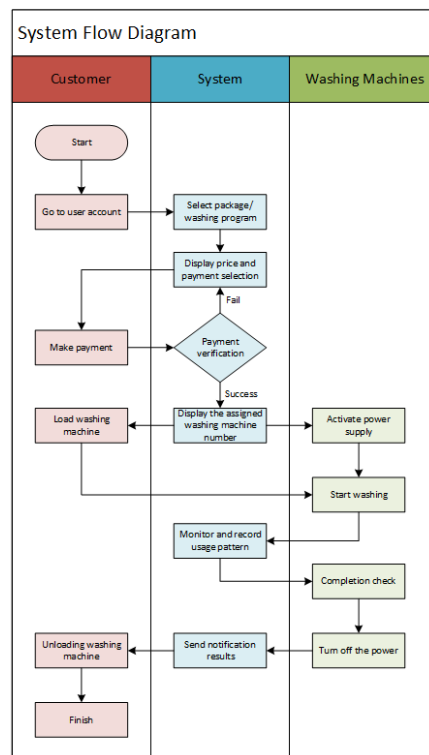 System Flow Diagram
Customer
System
Washing Machines
Start
Go to user account
Select package/
washing program
Display price and
payment selection
Fail
Make payment
Payment
verification
Success
Load washing
machine
Display the assigned
washing machine
number
Activate power
supply
Start washing
Monitor and record
usage pattern
Completion check
Unloading washing
machine
Send notification
results
Turn off the power
Finish